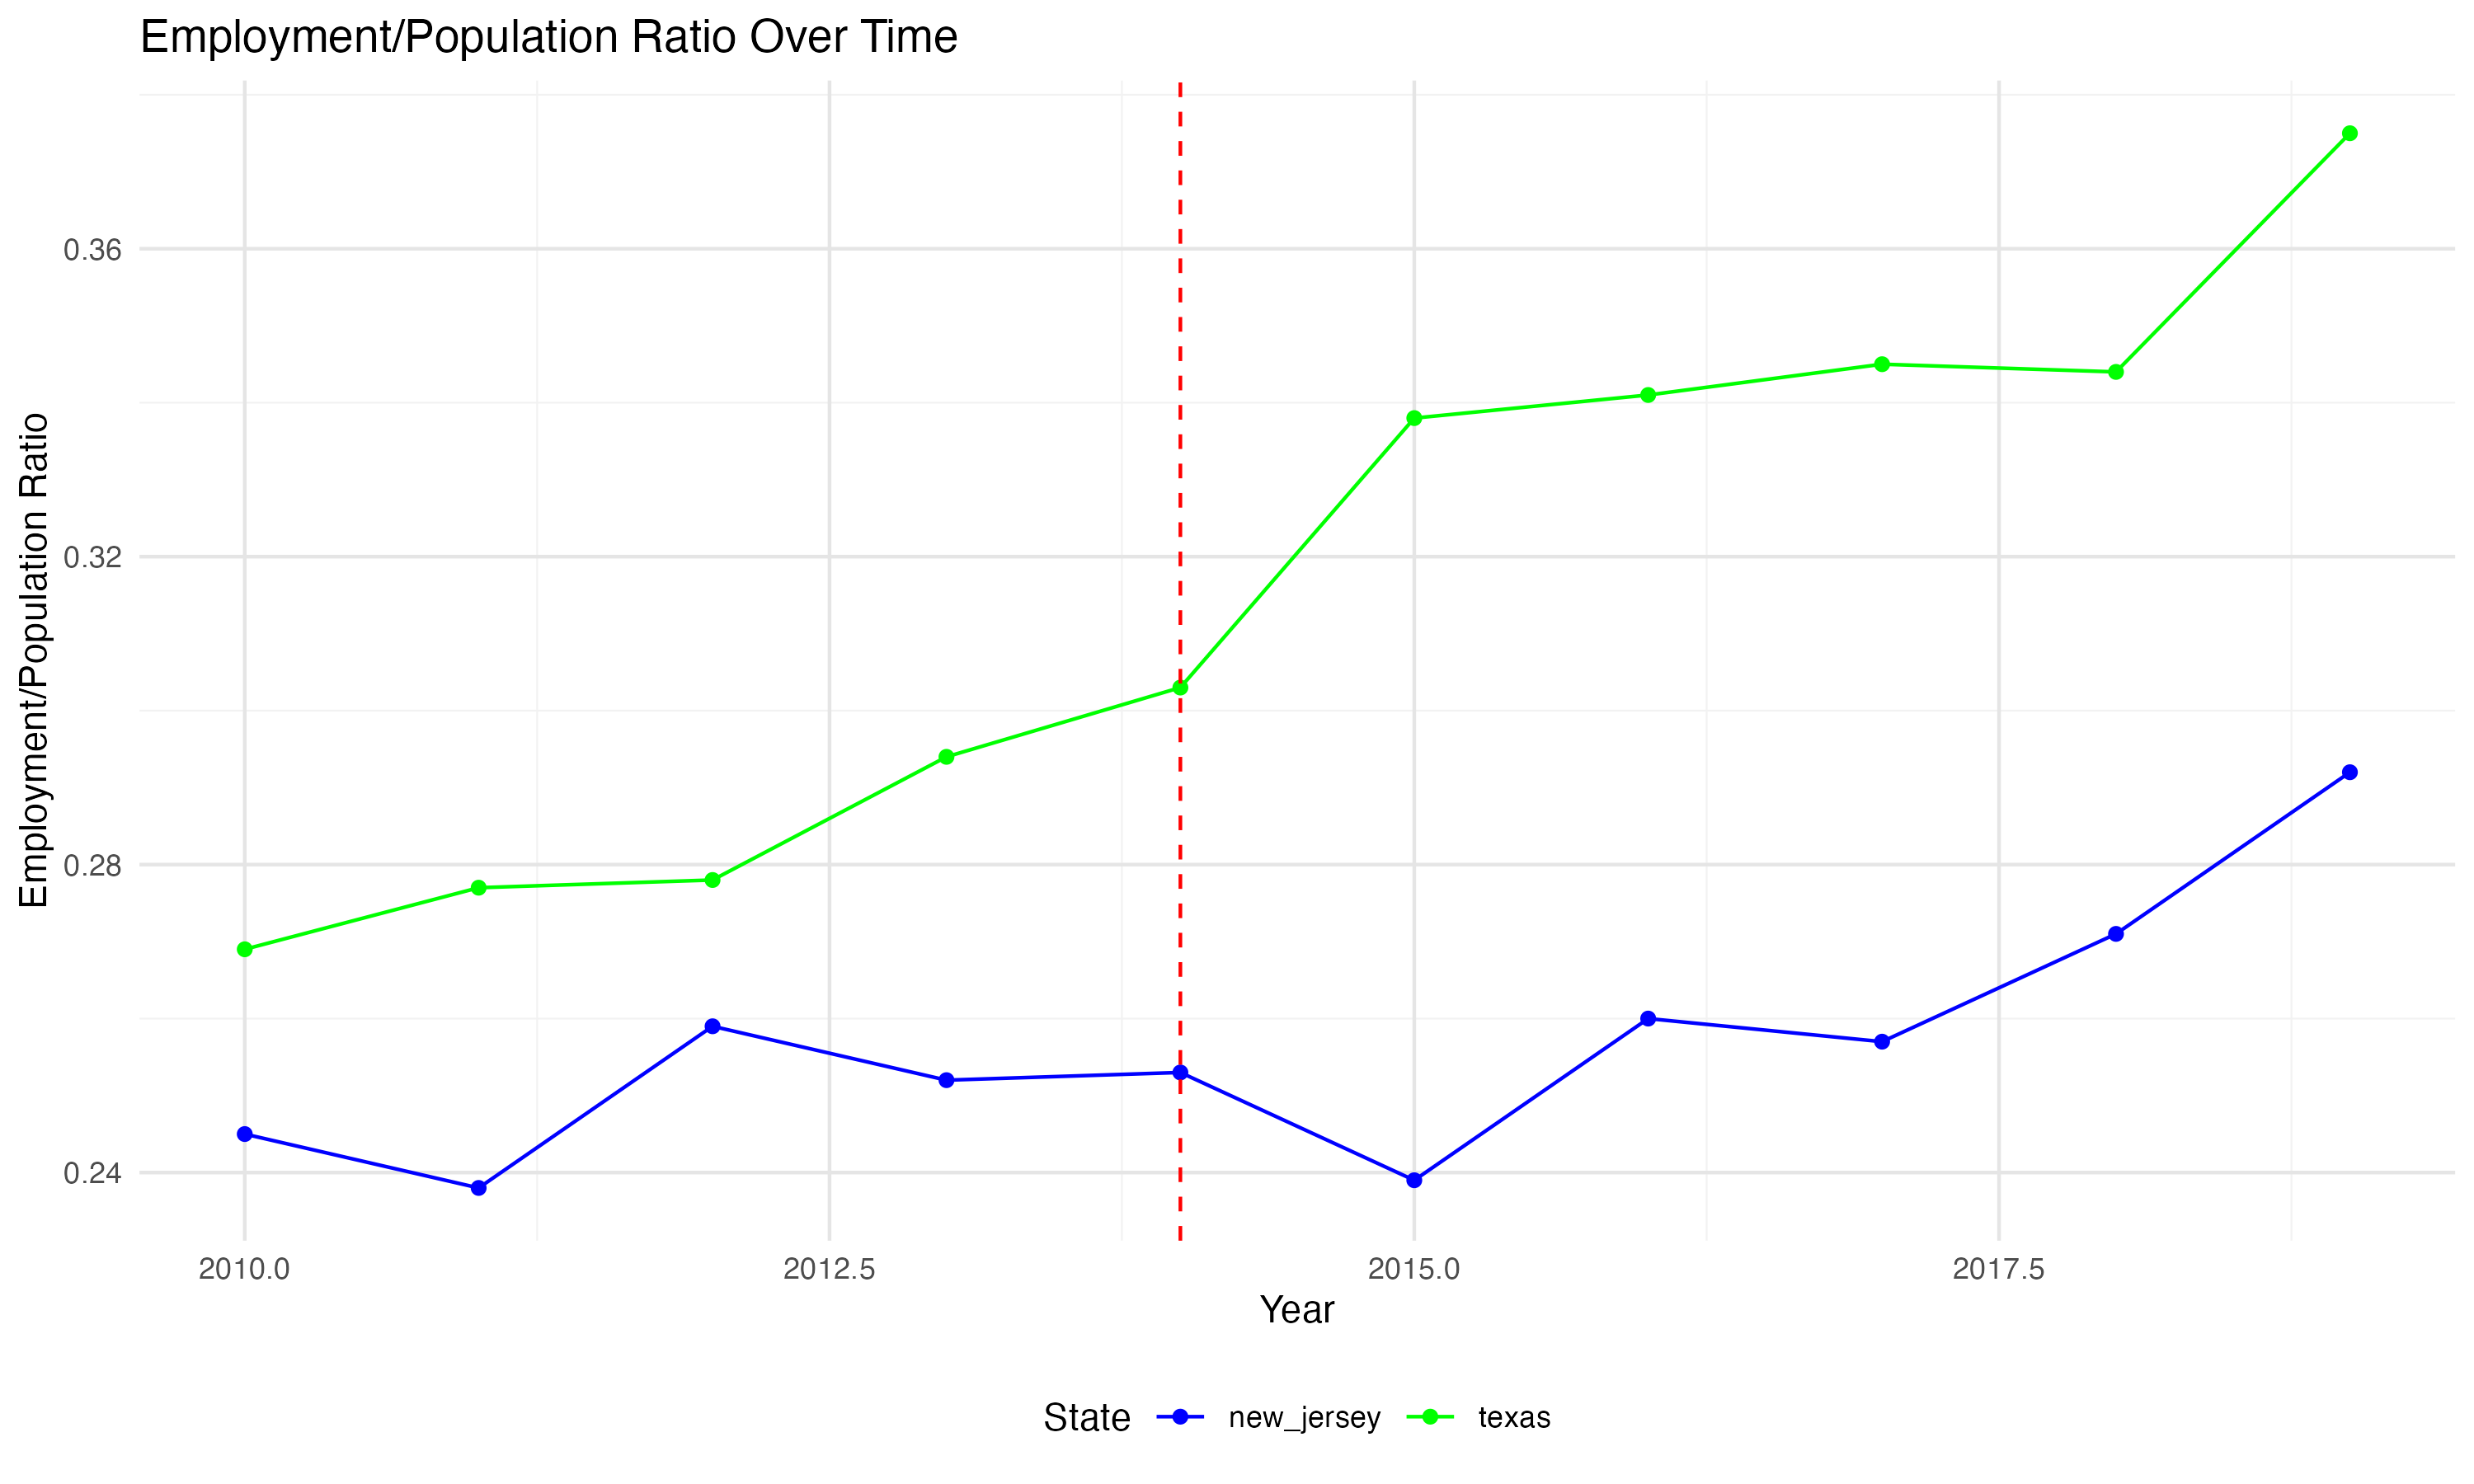 Employment/Population Ratio Over Time
Employment/Population Ratio
0.36
0.32
0.28
0.24
2010.0 2012.5 2015.0 2017.5
Year
State new_jersey texas